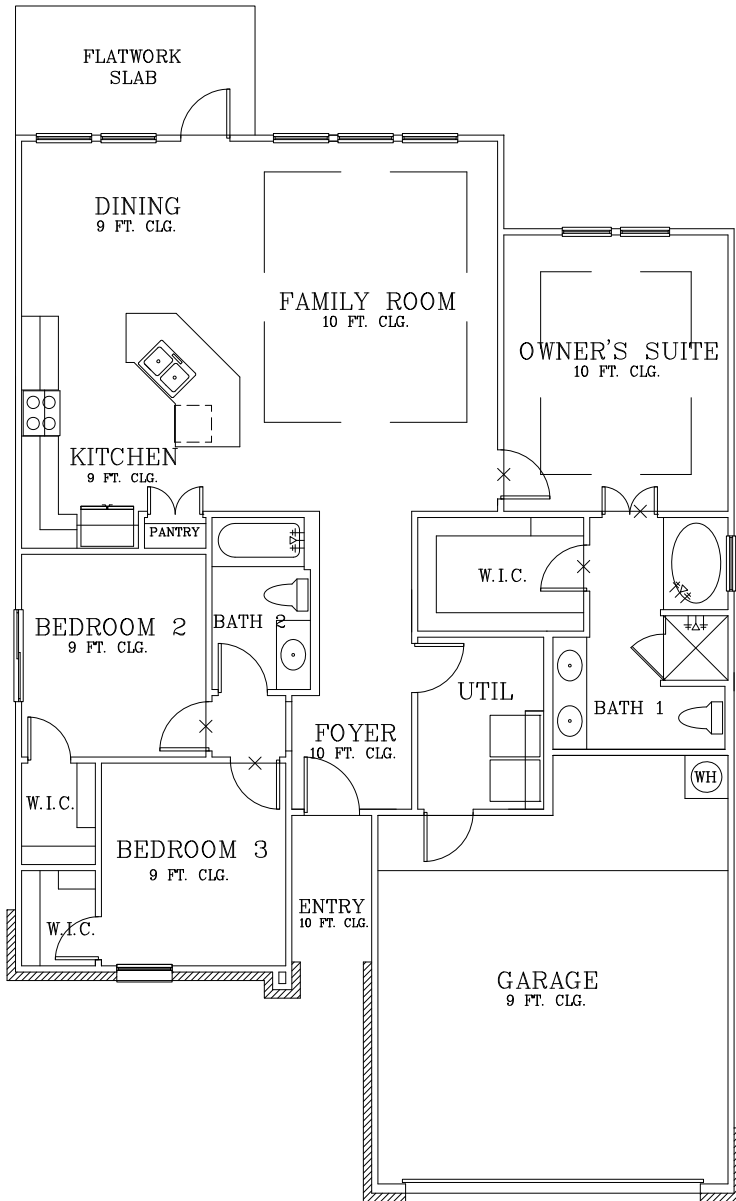 FLATWORK
SLAB
DINING
9 FT. CLG.
FAMILY ROOM
10 FT. CLG.
OWNER'S SUITE
10 FT. CLG.
KITCHEN
9 FT. CLG.
PANTRY
W.I.C.
BATH 2
BEDROOM 2
9 FT. CLG.
UTIL
BATH 1
FOYER
10 FT. CLG.
WH
W.I.C.
BEDROOM 3
9 FT. CLG.
ENTRY
10 FT. CLG.
W.I.C.
GARAGE
9 FT. CLG.